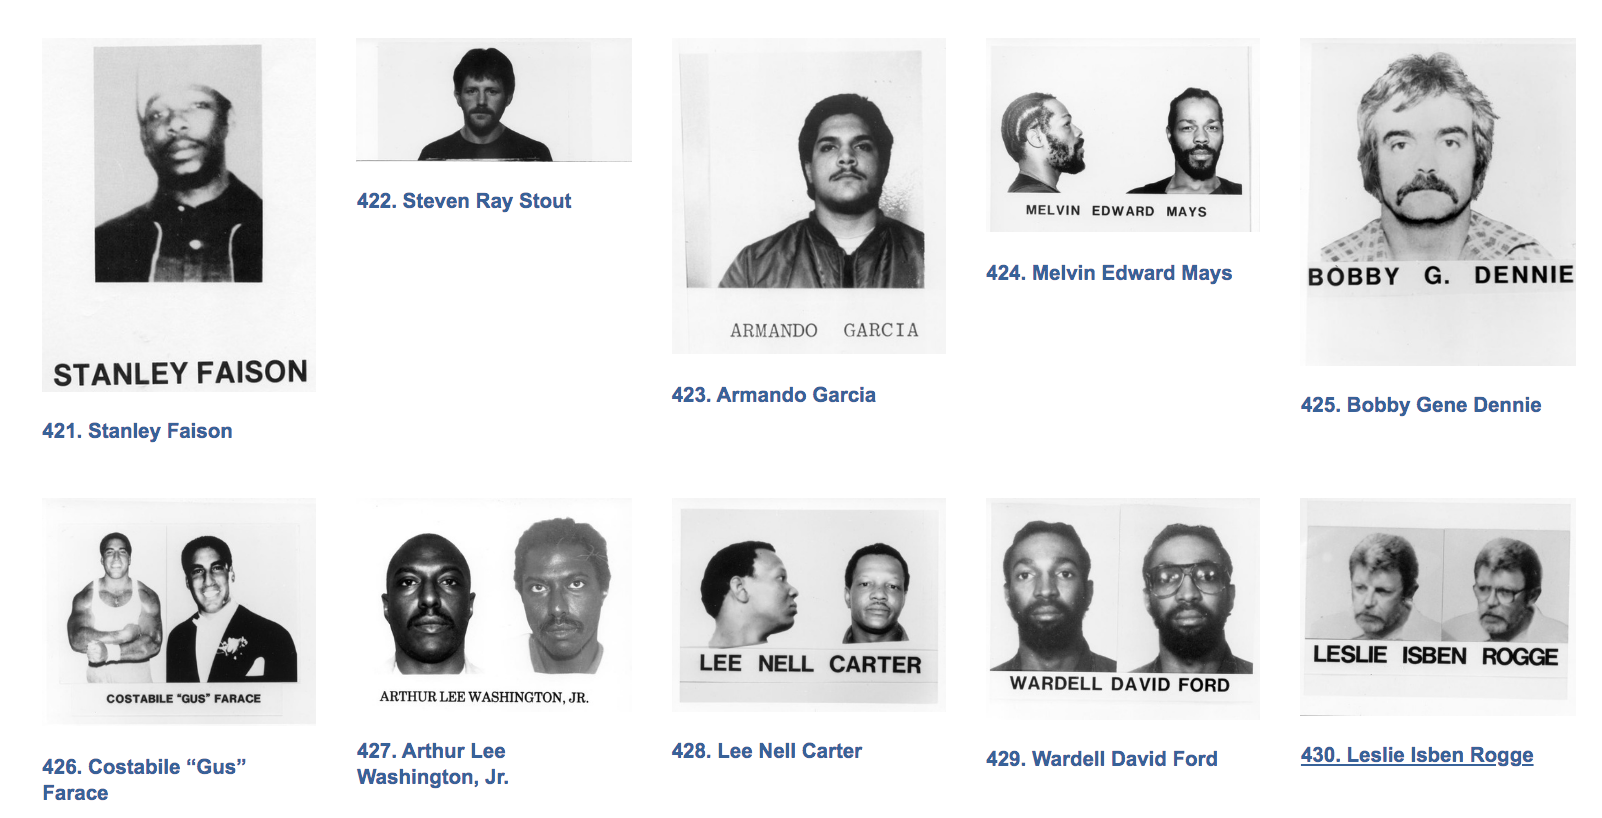 STANLEY FAISON
421. Stanley Faison
422. Steven Ray Stout
ARMANDO GARCIA
423. Armando Garcia
MELVIN EDWARD MAYS
424. Melvin Edward Mays
BOBBY G. DENNIE
425. Bobby Gene Dennie
COSTABILE “GUS” FARACE
426. Costabile “Gus”
Farace
ARTHUR LEE WASHINGTON, JR.
427. Arthur Lee
Washington, Jr.
LEE NELL CARTER
428. Lee Nell Carter
WARDELL DAVID FORD
429. Wardell David Ford
LESLIE ISBEN ROGGE
430. Leslie Isben Rogge